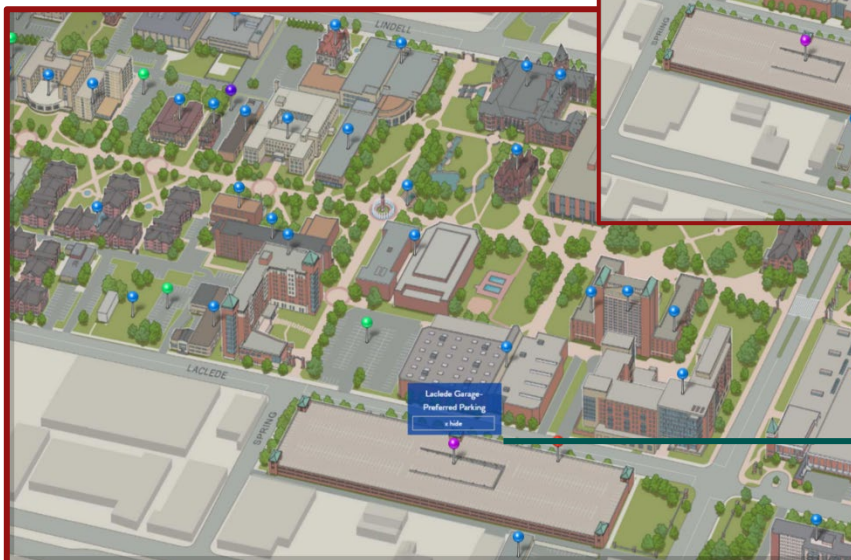 LINDELL
SPRING
LACLEDE
SPRING
Laclede Garage-
Preferred Parking
x hide